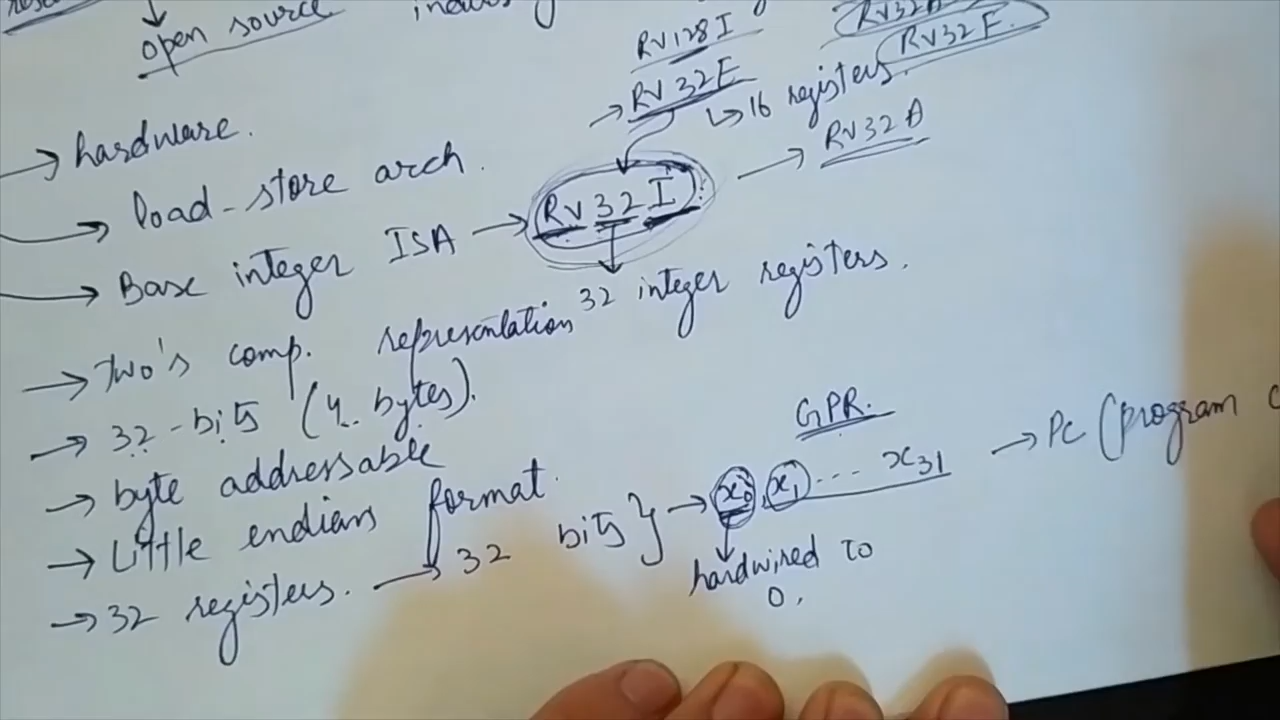 open source
RV128I
RV32E
RV32F.
↳ 16 registers.
→ hardware.
→ load-store arch.
→ RV32A
→ Base integer ISA → RV32I
32 integer registers.
→ Two's comp. representation
→ 32-bits (4 bytes).
→ byte addressable
→ Little endian format.
→ 32 registers. → 32 bits } → x0, x1 ... x31
GPR.
→ PC (program
hardwired to
0.